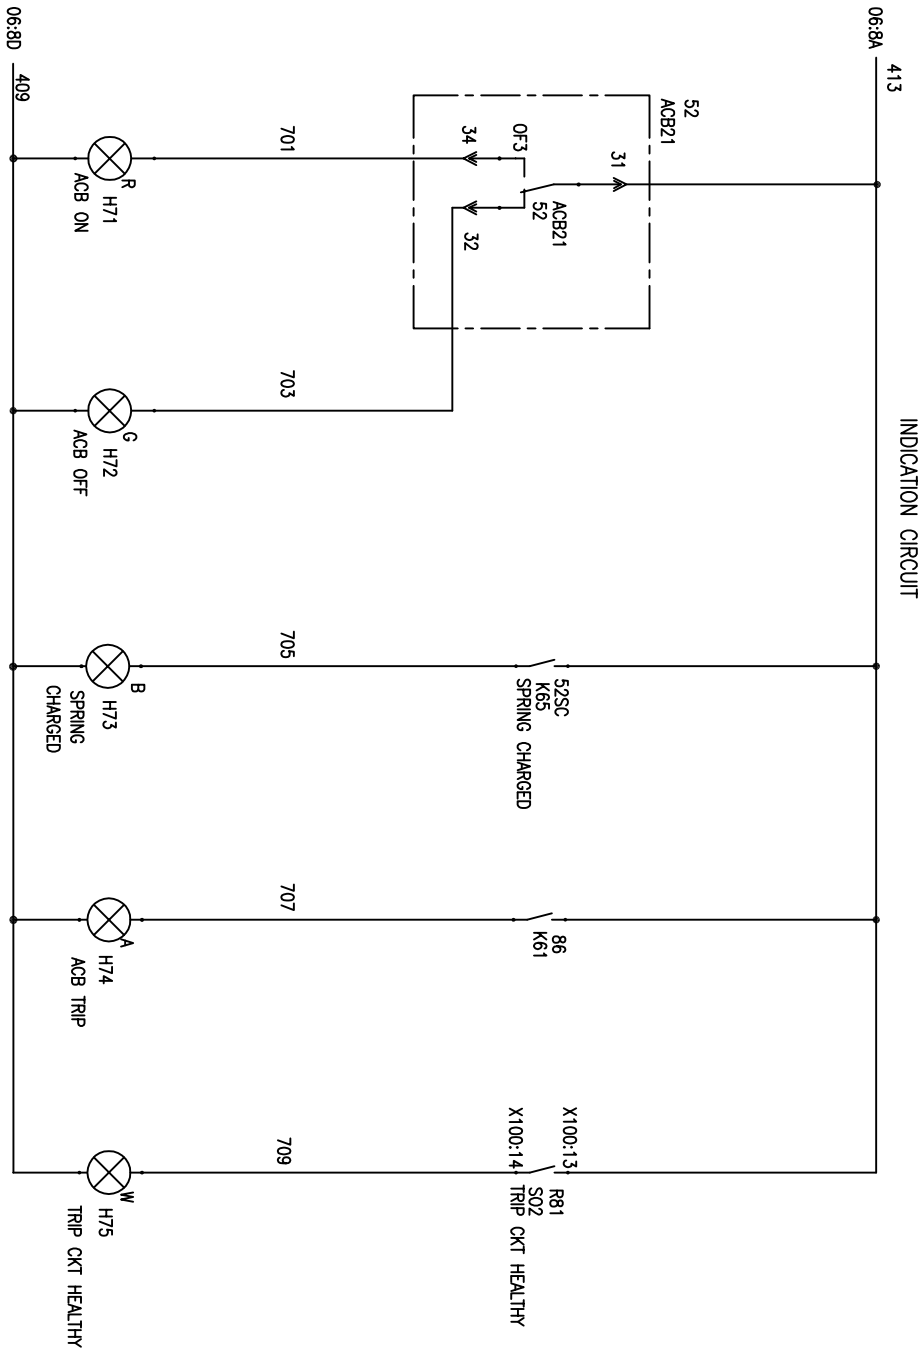 INDICATION CIRCUIT
06:8A
413
52
ACB21
31
ACB21
52
OF3
34
32
52SC
K65
SPRING CHARGED
86
K61
X100:13
R81
SO2
X100:14
TRIP CKT HEALTHY
701
703
705
707
709
R
H71
ACB ON
G
H72
ACB OFF
B
H73
SPRING
CHARGED
A
H74
ACB TRIP
W
H75
TRIP CKT HEALTHY
06:8D
409